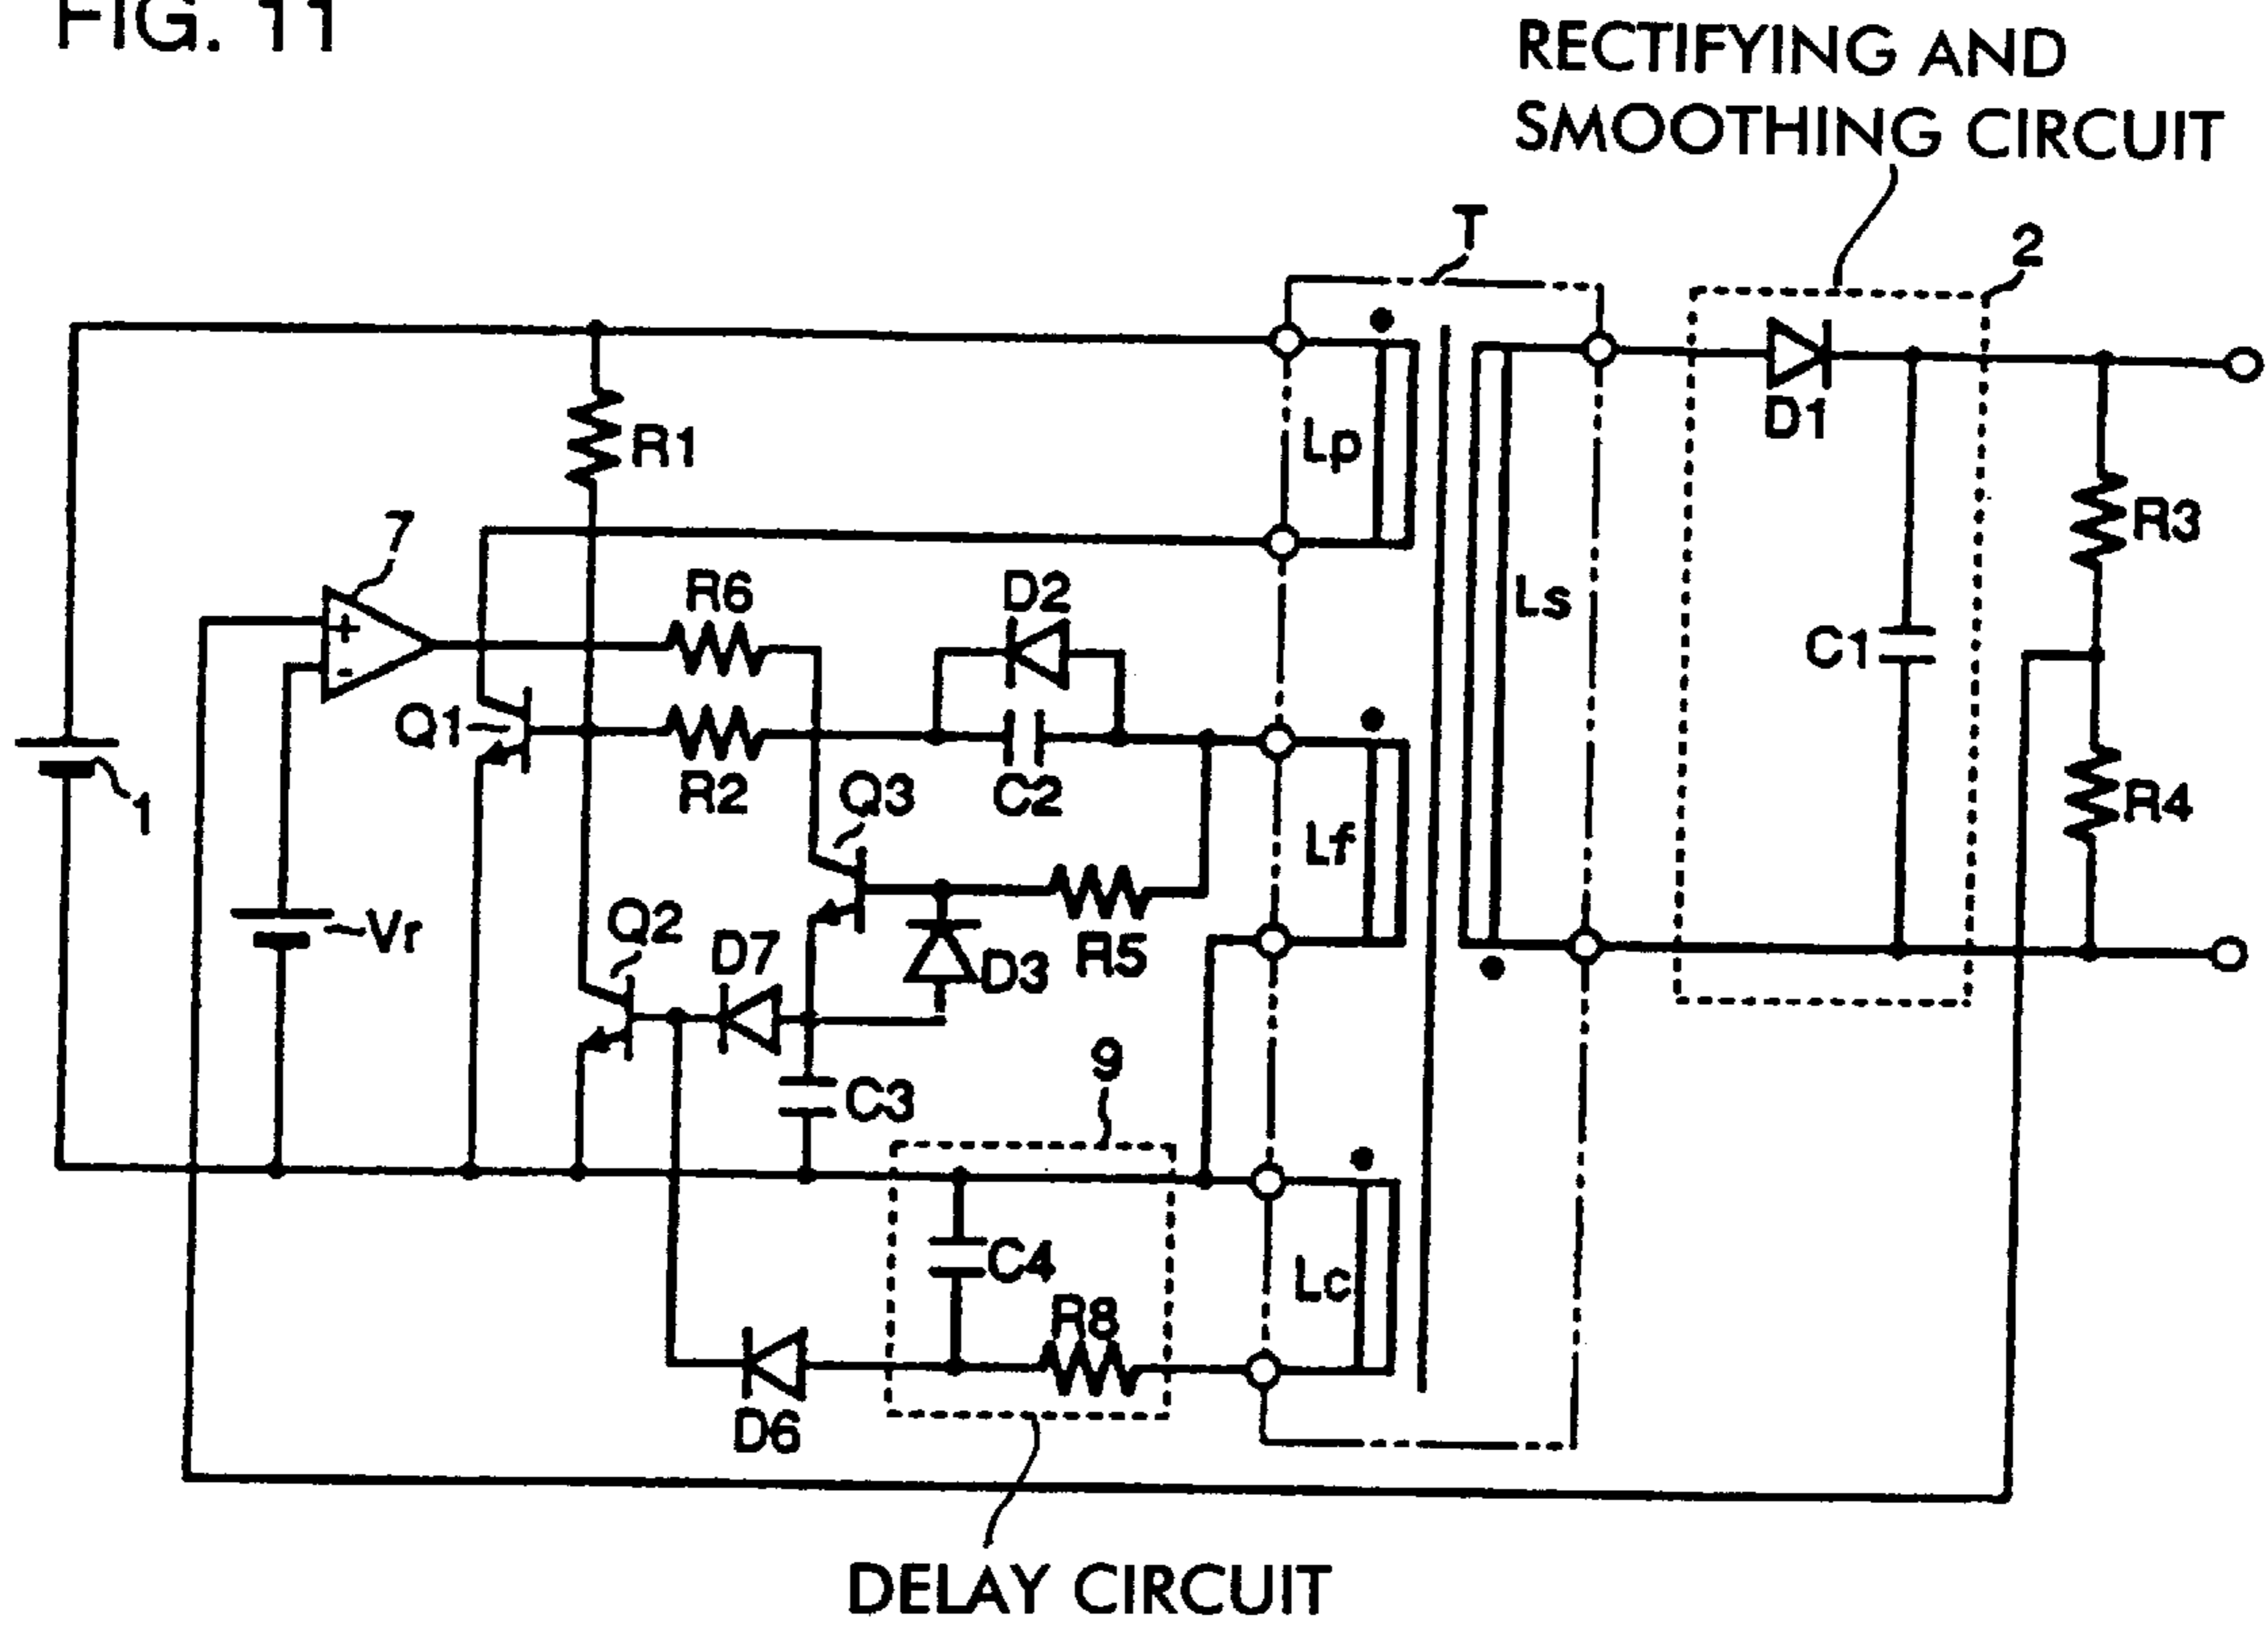 FIG. 11
RECTIFYING AND
SMOOTHING CIRCUIT
T
2
R1
Lp
D1
R3
7
+
-
R6
D2
Ls
C1
Q1
R2
Q3
C2
1
R4
Lf
Vr
Q2
D7
D3
R5
9
C3
C4
Lc
R8
D6
DELAY CIRCUIT